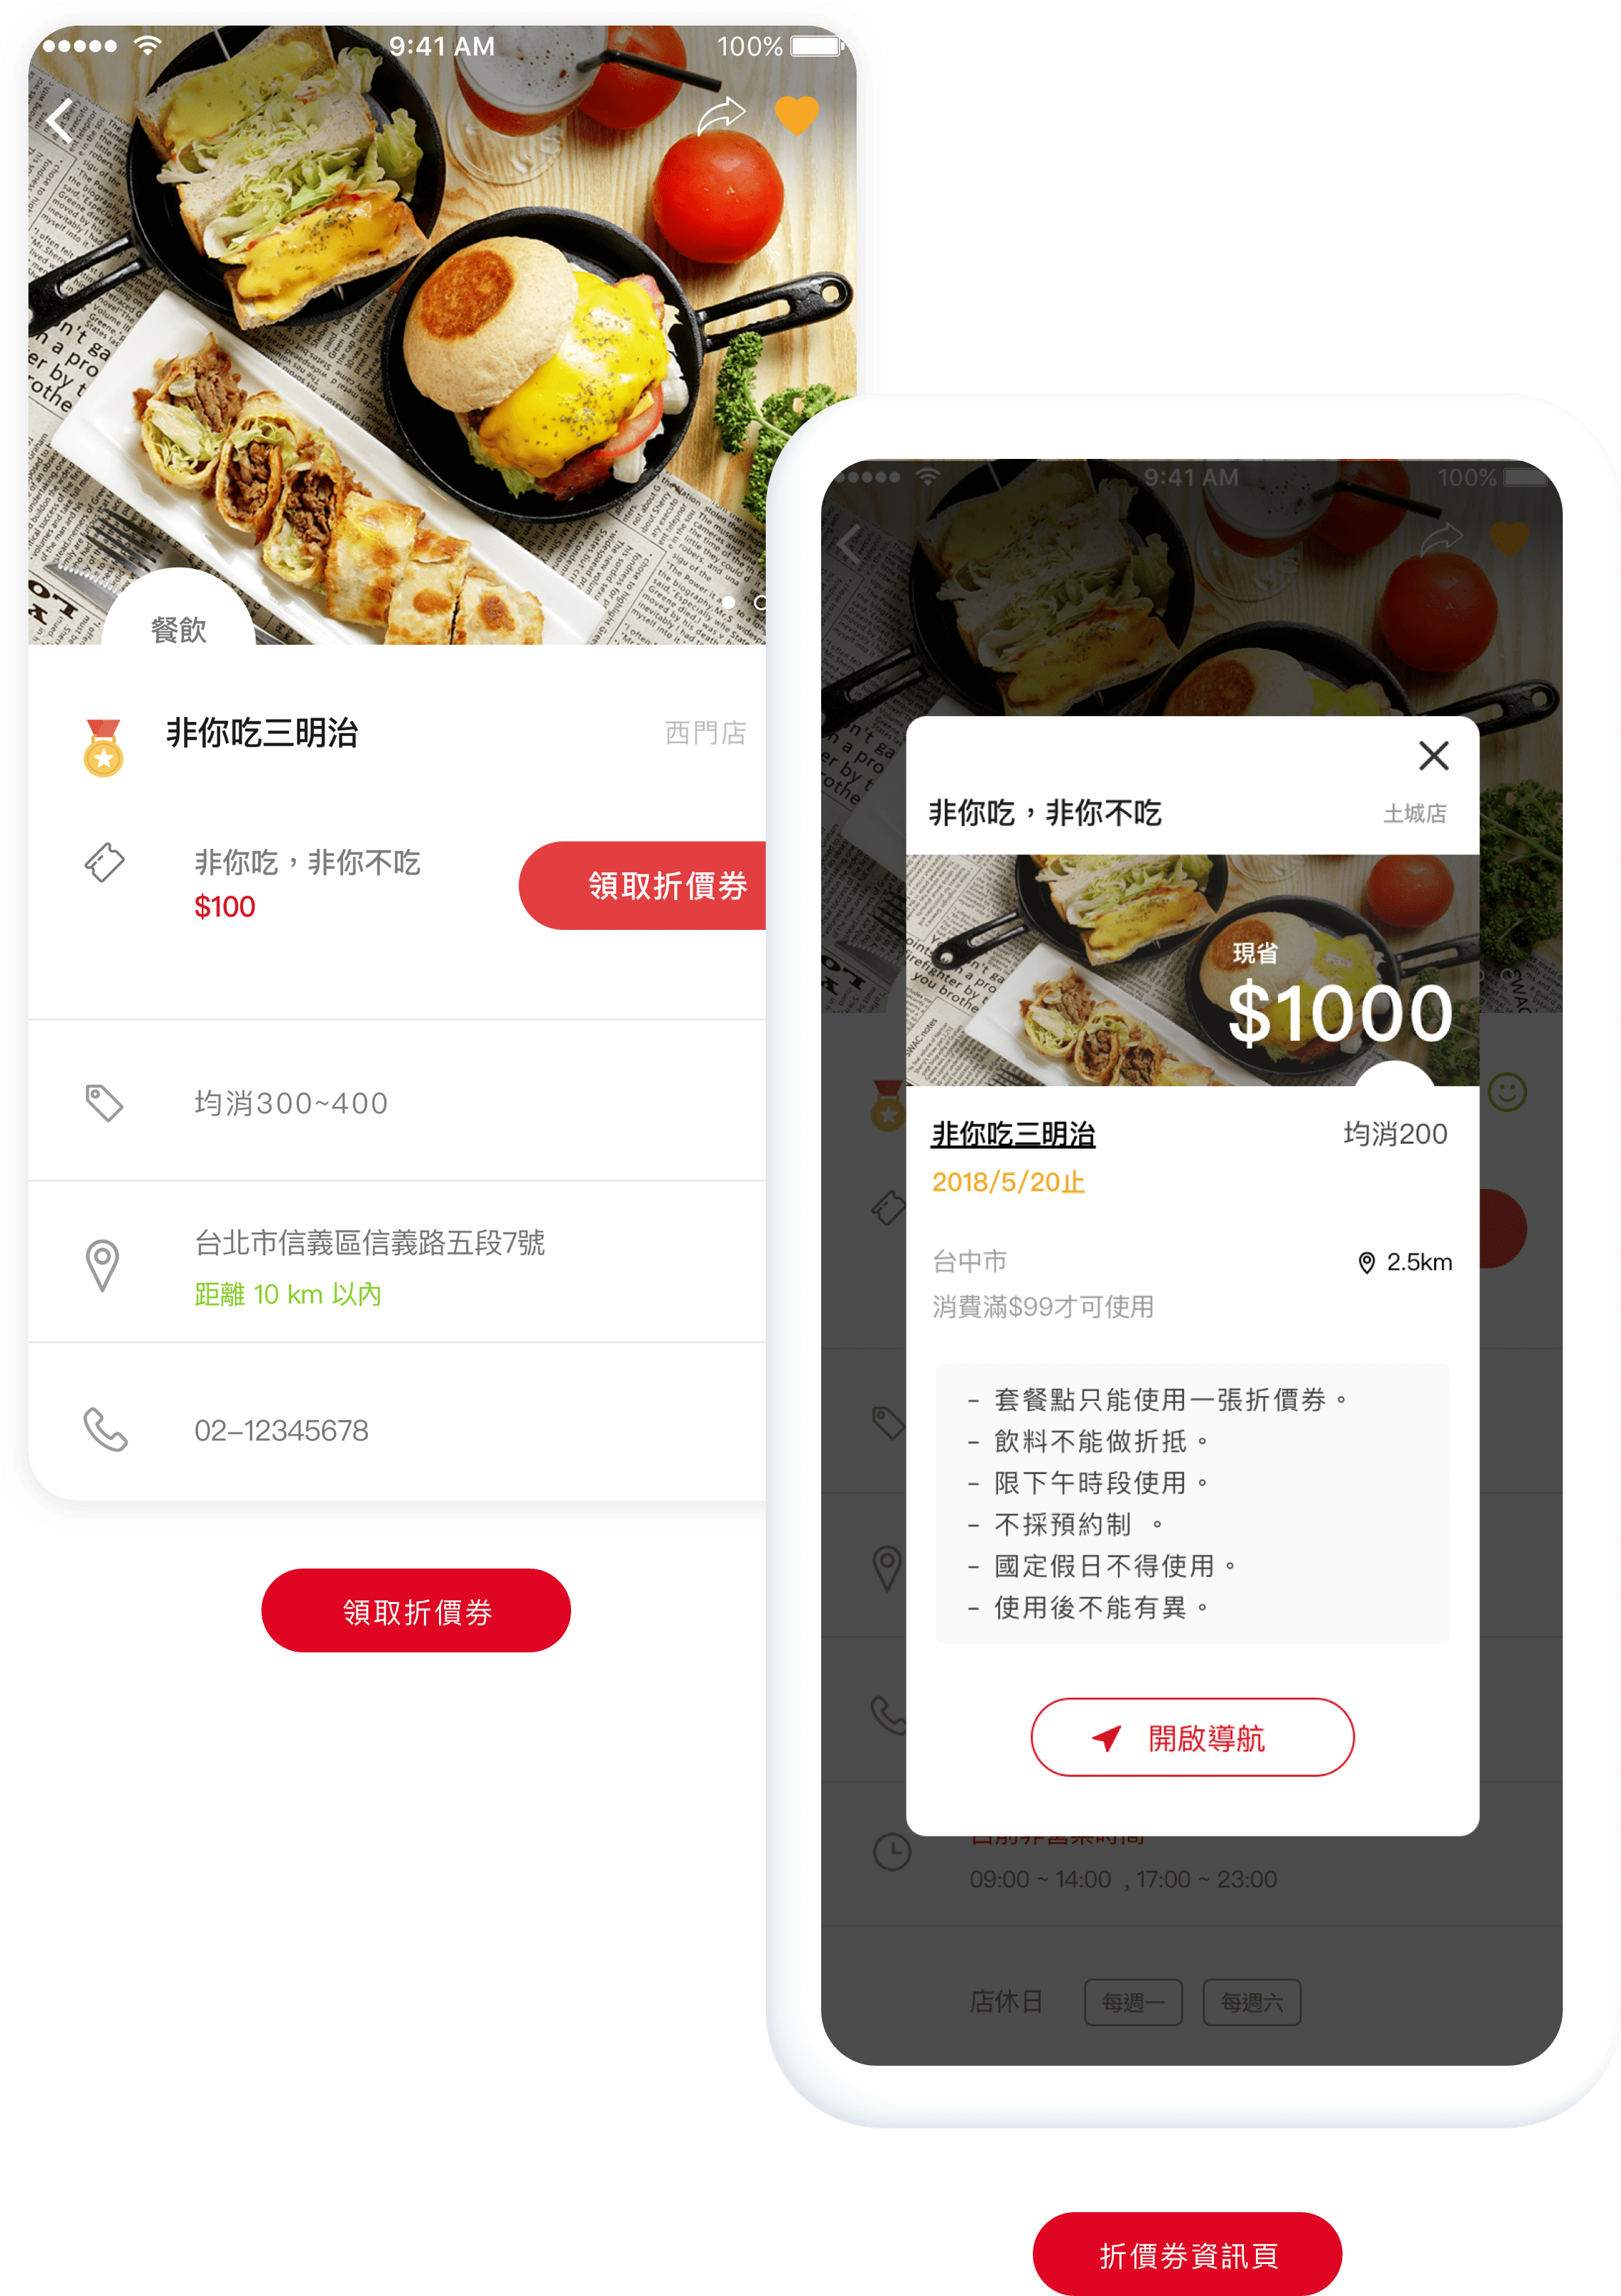 9:41 AM
100%
餐飲
非你吃三明治
西門店
非你吃，非你不吃
$100
領取折價券
均消300~400
台北市信義區信義路五段7號
距離 10 km 以內
02-12345678
領取折價券
9:41 AM
100%
非你吃，非你不吃
土城店
現省
$1000
非你吃三明治
均消200
2018/5/20止
台中市
2.5km
消費滿$99才可使用
- 套餐點只能使用一張折價券。
- 飲料不能做折抵。
- 限下午時段使用。
- 不採預約制 。
- 國定假日不得使用。
- 使用後不能有異。
開啟導航
09:00 ~ 14:00 , 17:00 ~ 23:00
店休日
每週一
每週六
折價券資訊頁